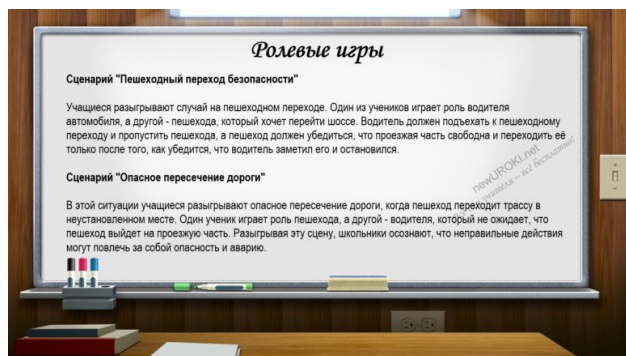 Ролевые игры
Сценарий "Пешеходный переход безопасности"
Учащиеся разыгрывают случай на пешеходном переходе. Один из учеников играет роль водителя
автомобиля, а другой - пешехода, который хочет перейти шоссе. Водитель должен подъехать к пешеходному
переходу и пропустить пешехода, а пешеход должен убедиться, что проезжая часть свободна и переходить её
только после того, как убедится, что водитель заметил его и остановился.
Сценарий "Опасное пересечение дороги"
В этой ситуации учащиеся разыгрывают опасное пересечение дороги, когда пешеход переходит трассу в
неустановленном месте. Один ученик играет роль пешехода, а другой - водителя, который не ожидает, что
пешеход выйдет на проезжую часть. Разыгрывая эту сцену, школьники осознают, что неправильные действия
могут повлечь за собой опасность и аварию.
newUROKI.net
учителя – всё бесплатно!